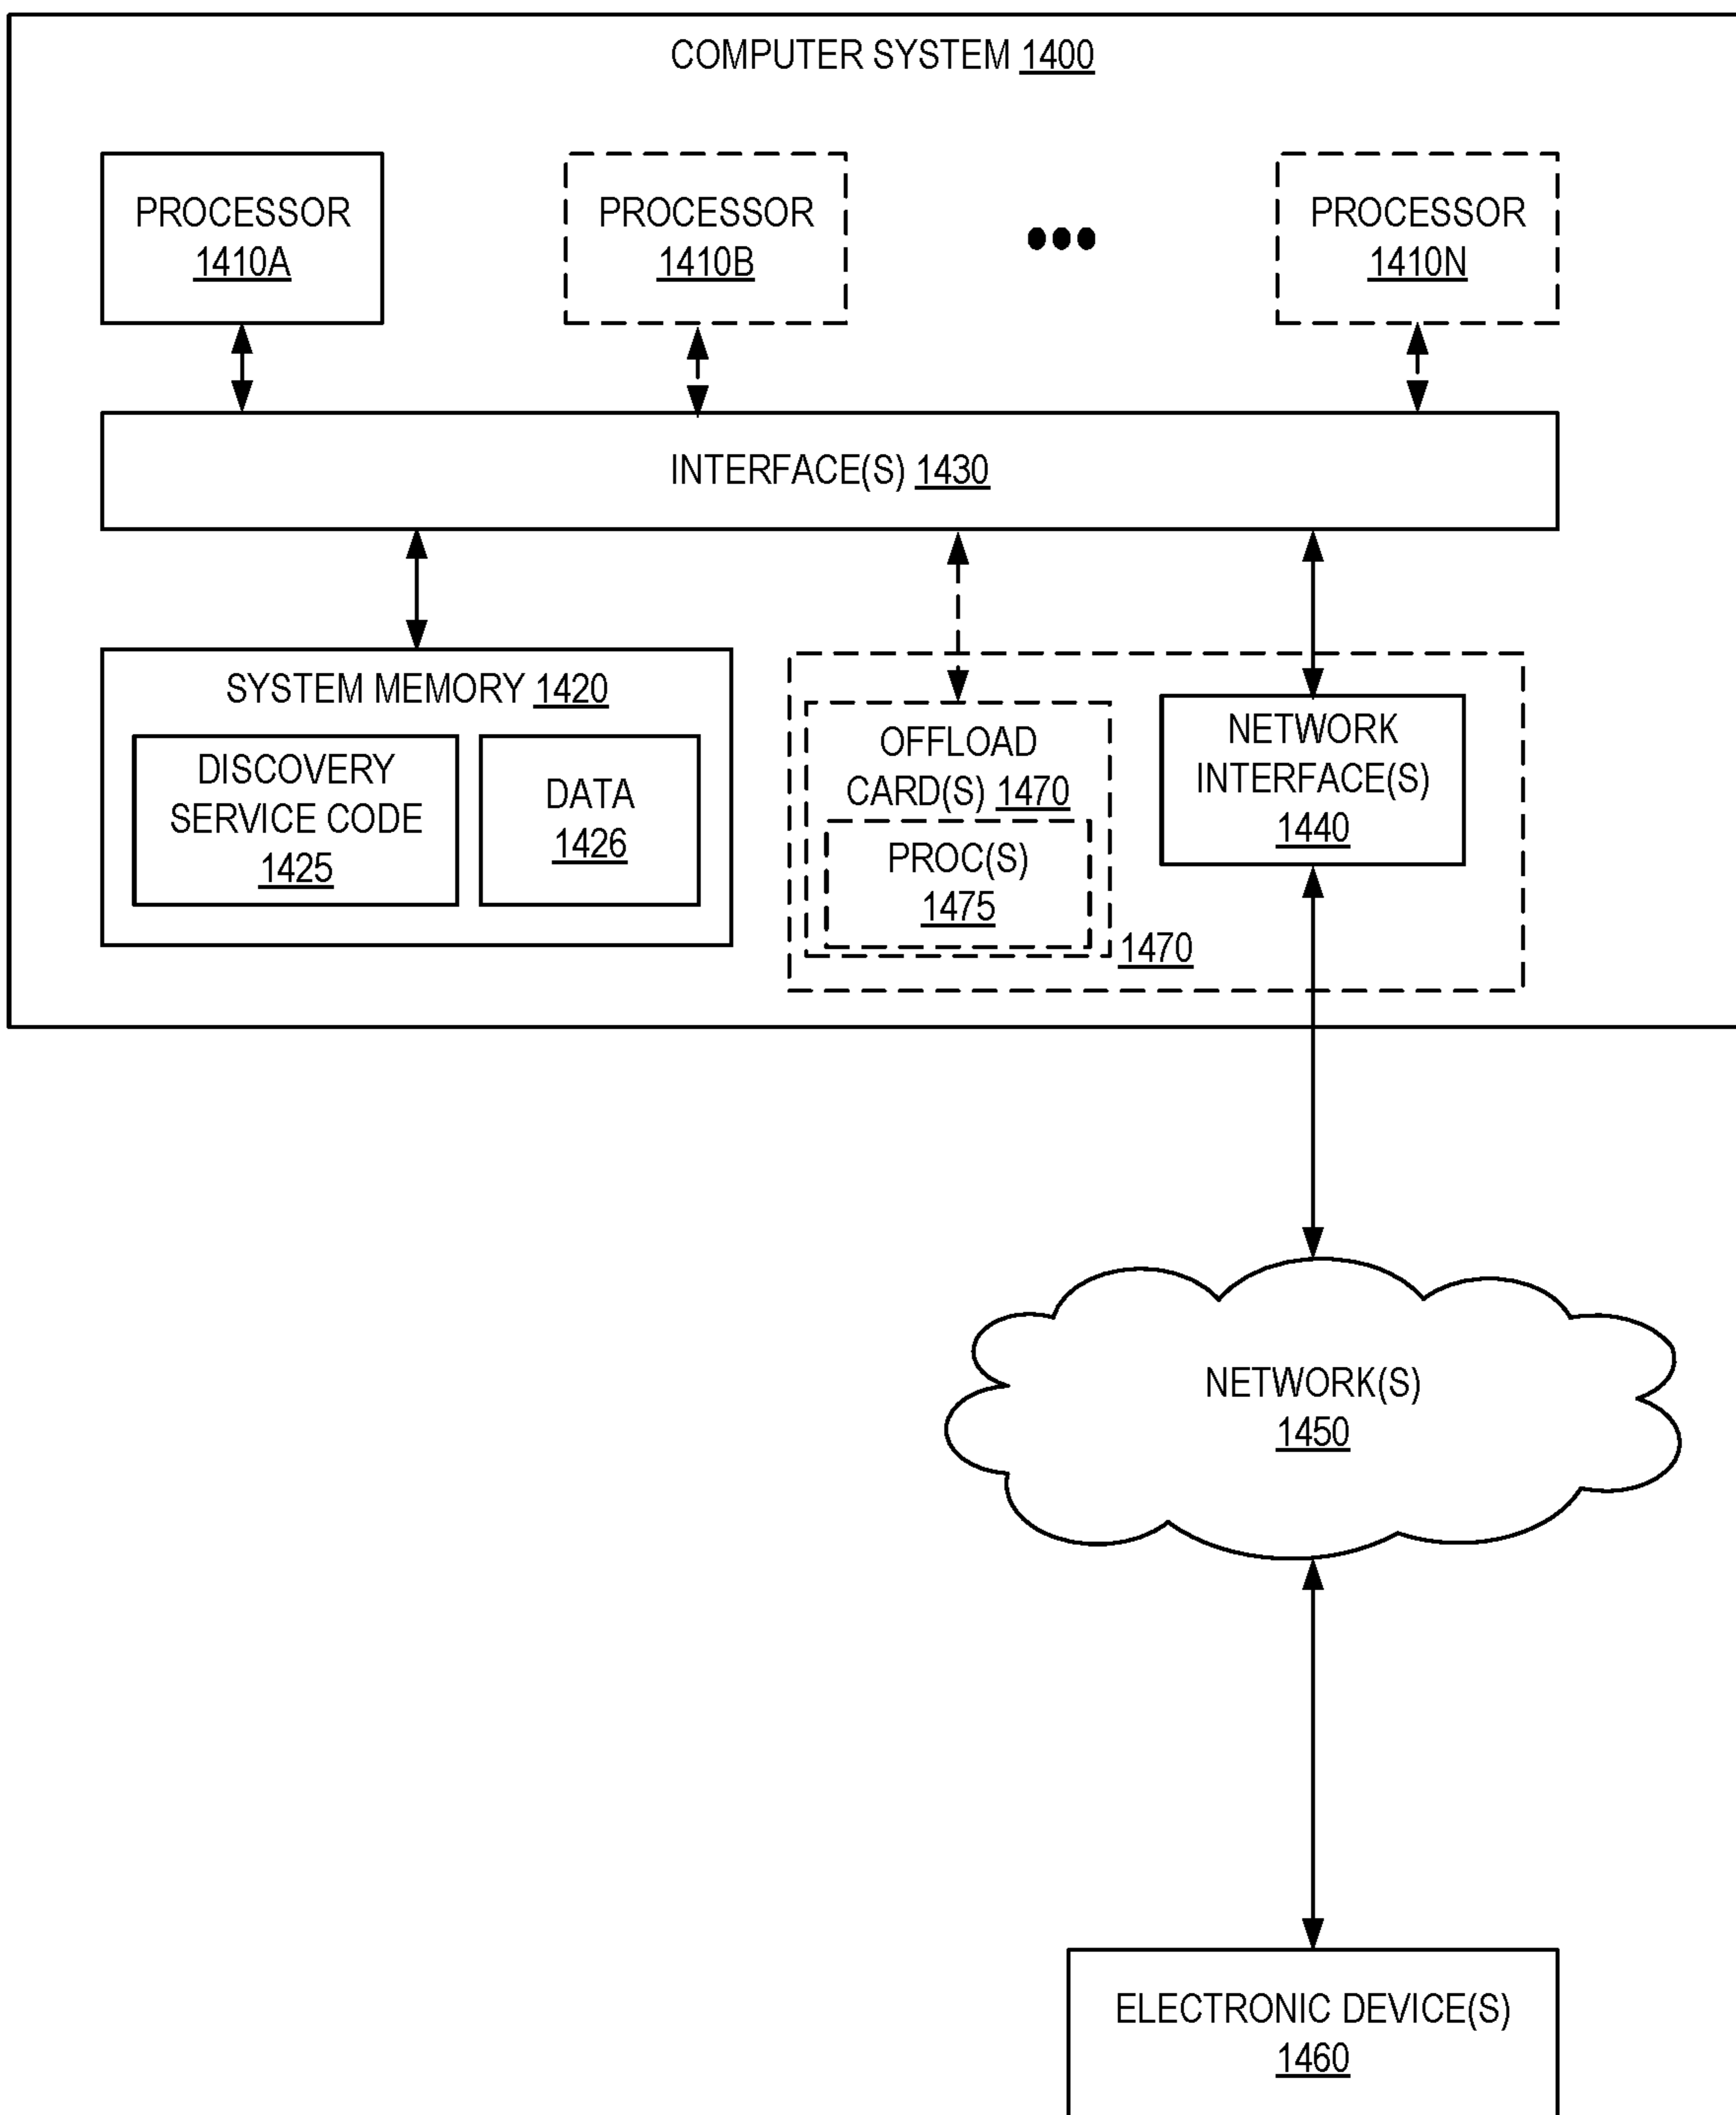 COMPUTER SYSTEM 1400
PROCESSOR
1410A
PROCESSOR
1410B
PROCESSOR
1410N
INTERFACE(S) 1430
SYSTEM MEMORY 1420
DISCOVERY
SERVICE CODE
1425
DATA
1426
OFFLOAD
CARD(S) 1470
PROC(S)
1475
1470
NETWORK
INTERFACE(S)
1440
NETWORK(S)
1450
ELECTRONIC DEVICE(S)
1460